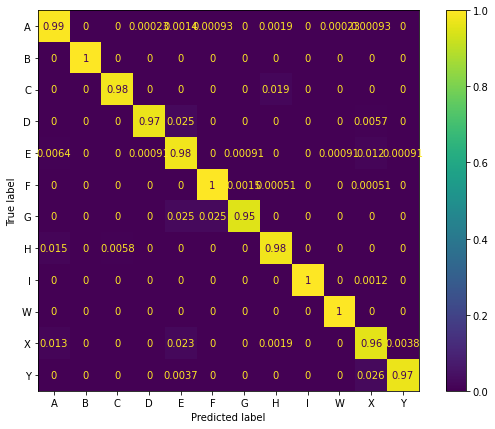 A 0.99 0 0 0.00023 0.0014 0.00093 0 0.0019 0 0.00023 0.00093 0
B 0 1 0 0 0 0 0 0 0 0 0 0
C 0 0 0.98 0 0 0 0 0.019 0 0 0 0
D 0 0 0 0.97 0.025 0 0 0 0 0 0.0057 0
E 0.0064 0 0 0.00091 0.98 0 0.00091 0 0 0.00091 0.012 0.00091
F 0 0 0 0 0 1 0.0015 0.00051 0 0 0.00051 0
G 0 0 0 0 0.025 0.025 0.95 0 0 0 0 0
H 0.015 0 0.0058 0 0 0 0 0.98 0 0 0 0
I 0 0 0 0 0 0 0 0 1 0 0.0012 0
W 0 0 0 0 0 0 0 0 0 1 0 0
X 0.013 0 0 0 0.023 0 0 0.0019 0 0 0.96 0.0038
Y 0 0 0 0 0.0037 0 0 0 0 0 0.026 0.97
A B C D E F G H I W X Y
Predicted label
True label
1.0
0.8
0.6
0.4
0.2
0.0